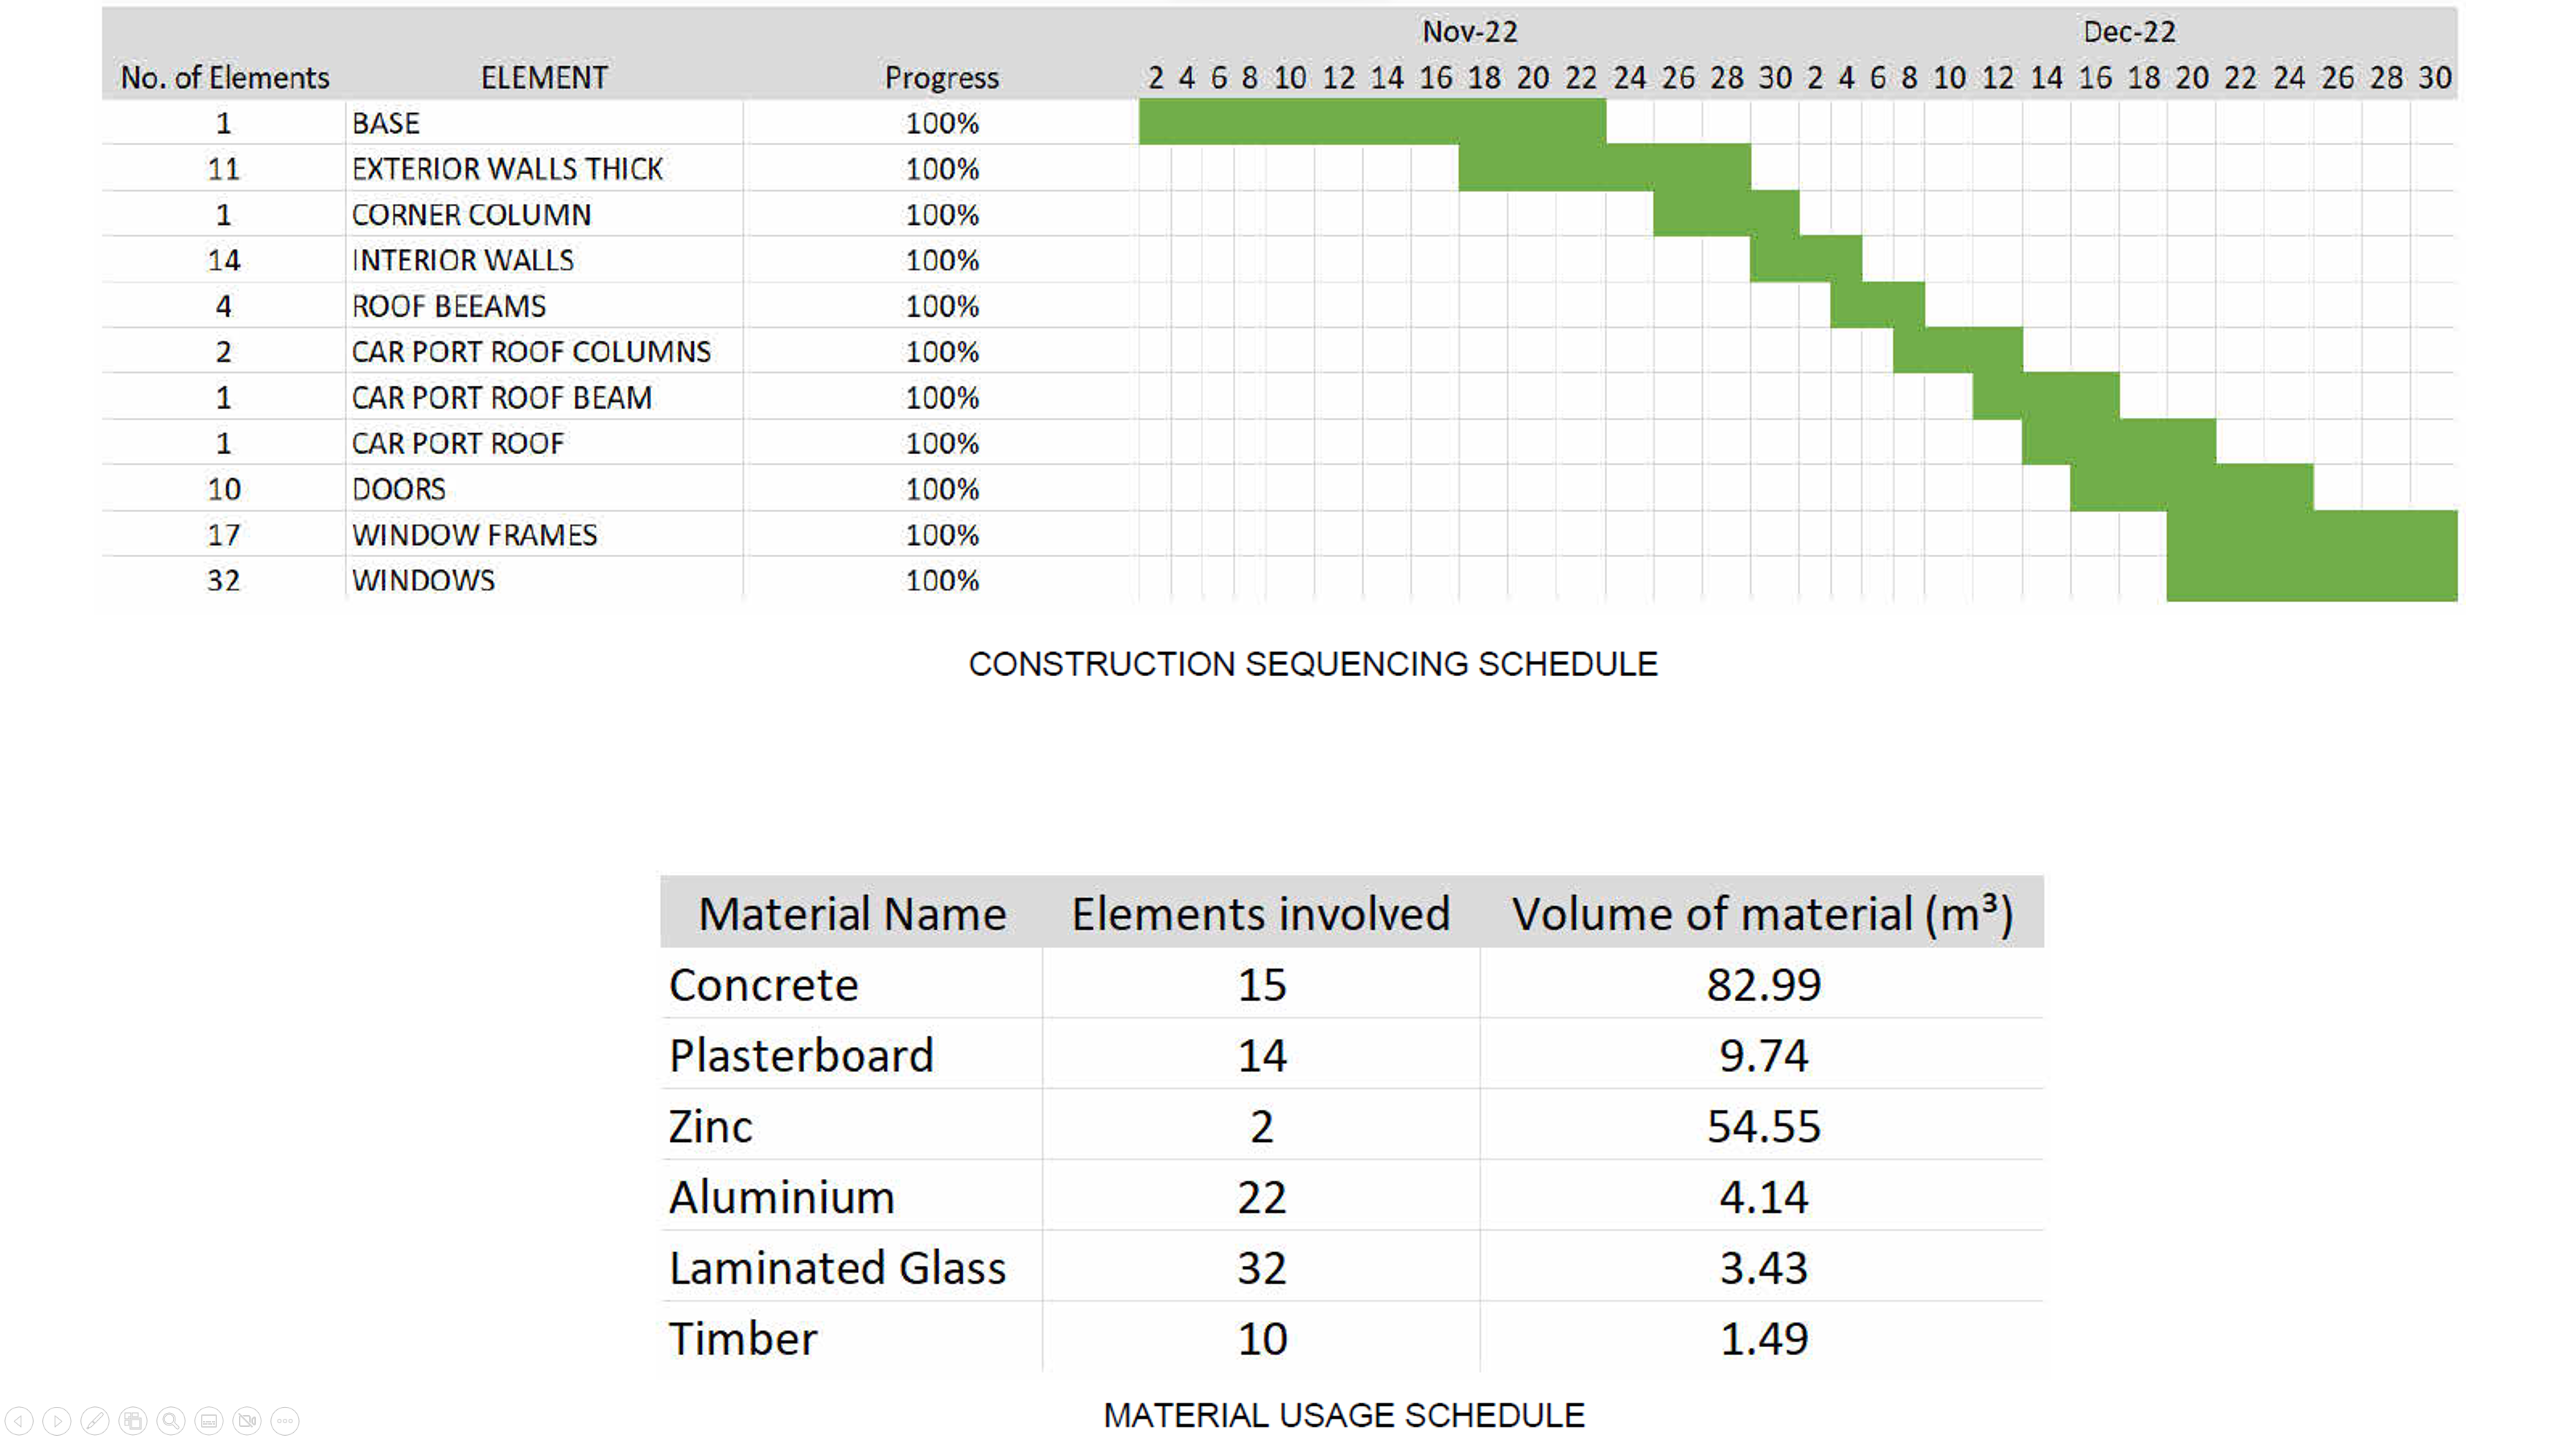 Nov-22 Dec-22
No. of Elements ELEMENT Progress 2 4 6 8 10 12 14 16 18 20 22 24 26 28 30 2 4 6 8 10 12 14 16 18 20 22 24 26 28 30
1 BASE 100%
11 EXTERIOR WALLS THICK 100%
1 CORNER COLUMN 100%
14 INTERIOR WALLS 100%
4 ROOF BEEAMS 100%
2 CAR PORT ROOF COLUMNS 100%
1 CAR PORT ROOF BEAM 100%
1 CAR PORT ROOF 100%
10 DOORS 100%
17 WINDOW FRAMES 100%
32 WINDOWS 100%
CONSTRUCTION SEQUENCING SCHEDULE
Material Name Elements involved Volume of material (m³)
Concrete 15 82.99
Plasterboard 14 9.74
Zinc 2 54.55
Aluminium 22 4.14
Laminated Glass 32 3.43
Timber 10 1.49
MATERIAL USAGE SCHEDULE